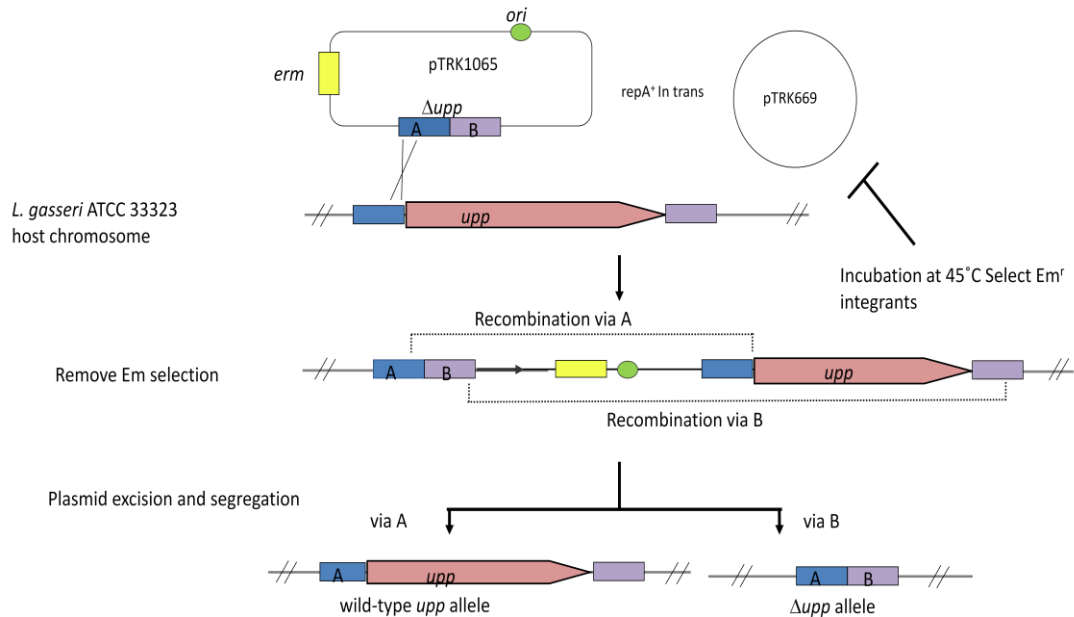 ori
erm
pTRK1065
repA⁺ In trans
pTRK669
Δupp
A B
L. gasseri ATCC 33323
host chromosome
upp
Incubation at 45˚C Select Emʳ
integrants
Recombination via A
Remove Em selection
A B
upp
Recombination via B
Plasmid excision and segregation
via A
via B
A upp
A B
wild-type upp allele
Δupp allele